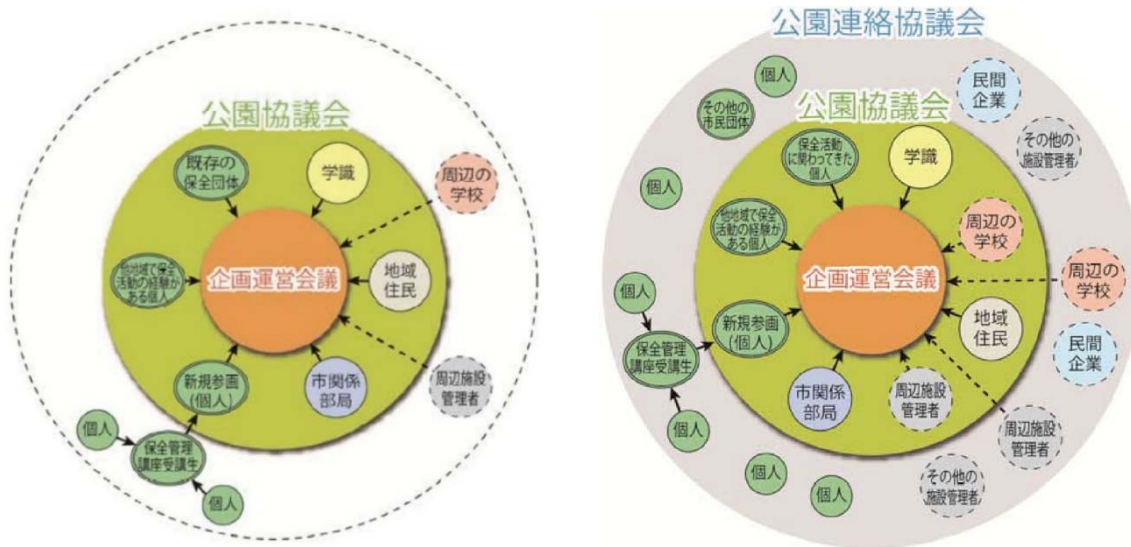 公園協議会
既存の
保全団体
学識
周辺の
学校
他地域で保全
活動の経験が
ある個人
企画運営会議
地域
住民
新規参画
(個人)
市関係
部局
周辺施設
管理者
個人
保全管理
講座受講生
個人
公園連絡協議会
個人
民間
企業
その他の
市民団体
公園協議会
その他の
施設管理者
保全活動
に関わってきた
個人
学識
個人
他地域で保全
活動の経験が
ある個人
周辺の
学校
企画運営会議
周辺の
学校
個人
新規参画
(個人)
地域
住民
保全管理
講座受講生
民間
企業
市関係
部局
周辺施設
管理者
周辺施設
管理者
個人
個人
個人
その他の
施設管理者